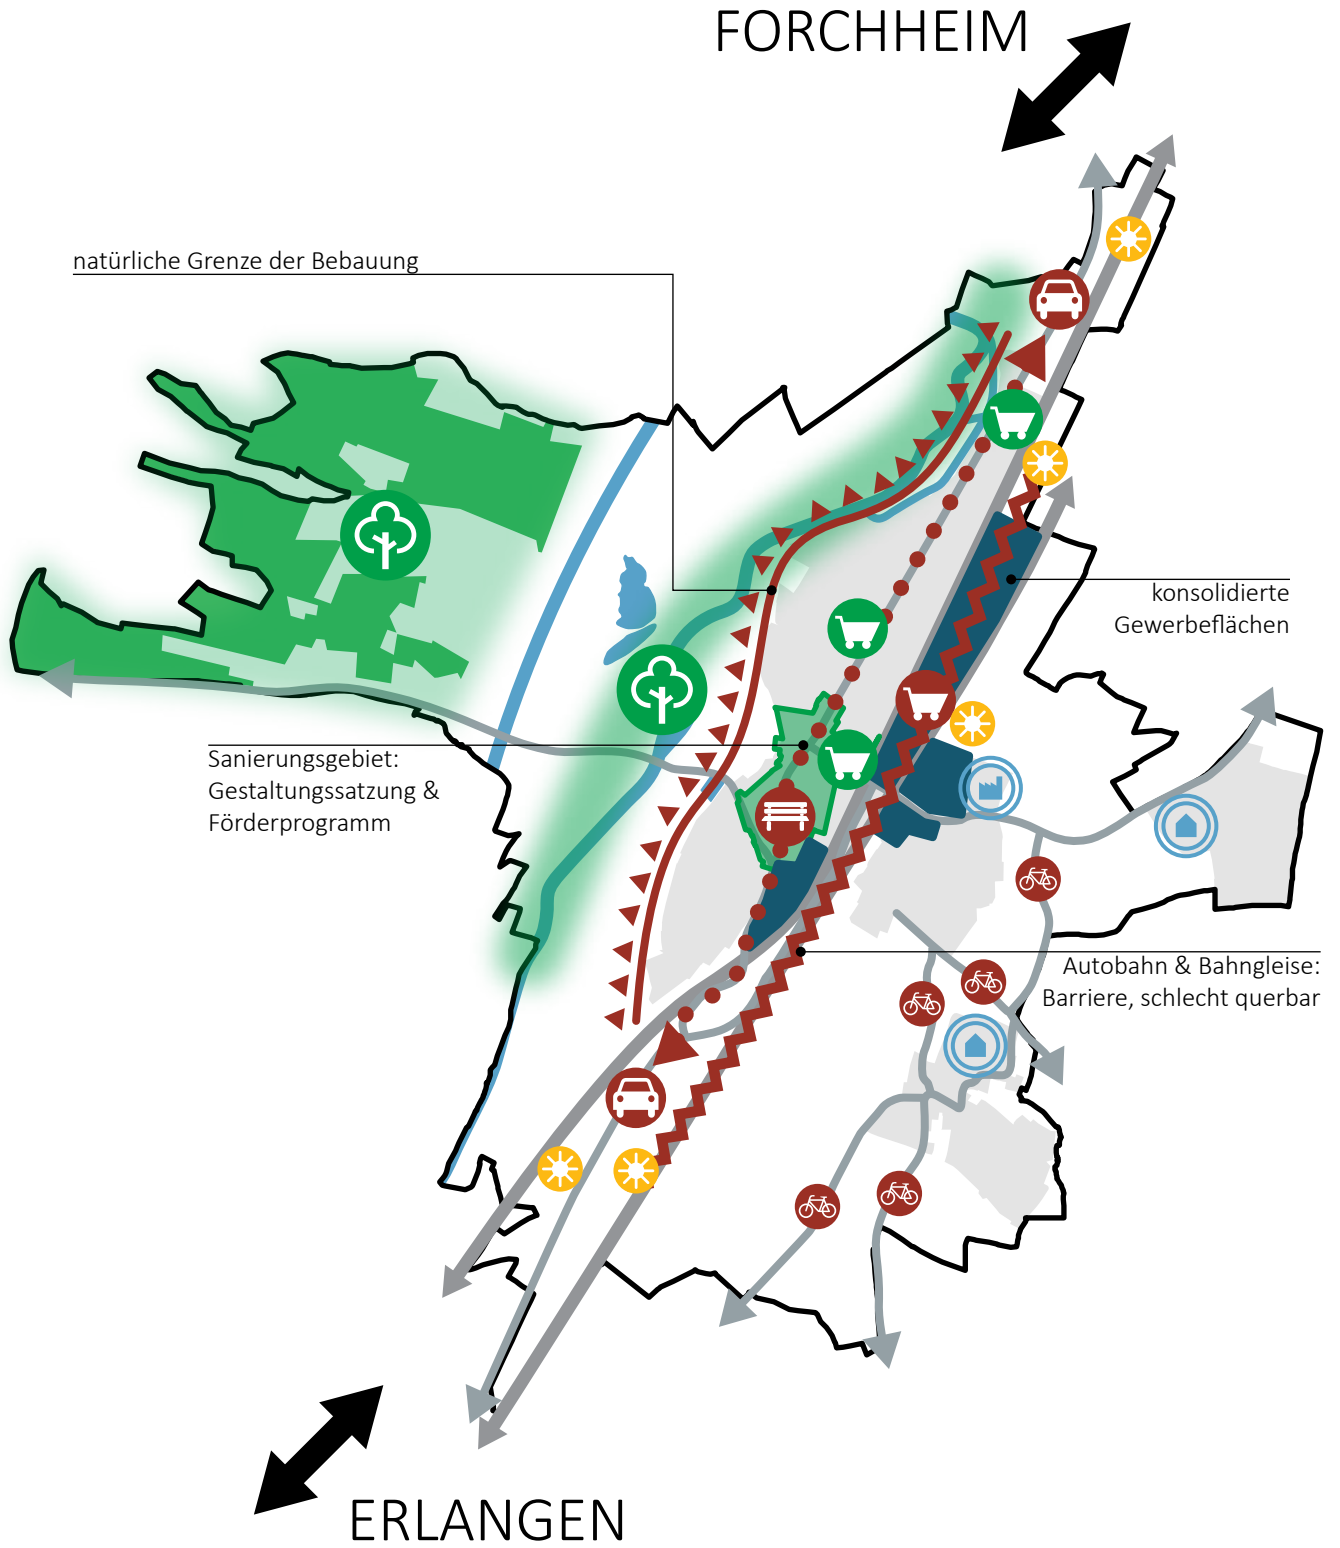 FORCHHEIM
natürliche Grenze der Bebauung
konsolidierte
Gewerbeflächen
Sanierungsgebiet:
Gestaltungssatzung &
Förderprogramm
Autobahn & Bahngleise:
Barriere, schlecht querbar
ERLANGEN